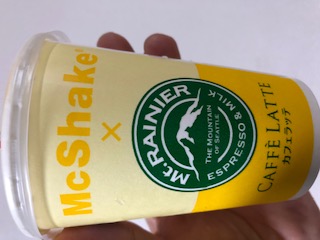 McShake®
×
Mt.RAINIER
THE MOUNTAIN
OF SEATTLE
ESPRESSO & MILK
CAFFÈ LATTE
カフェラッテ